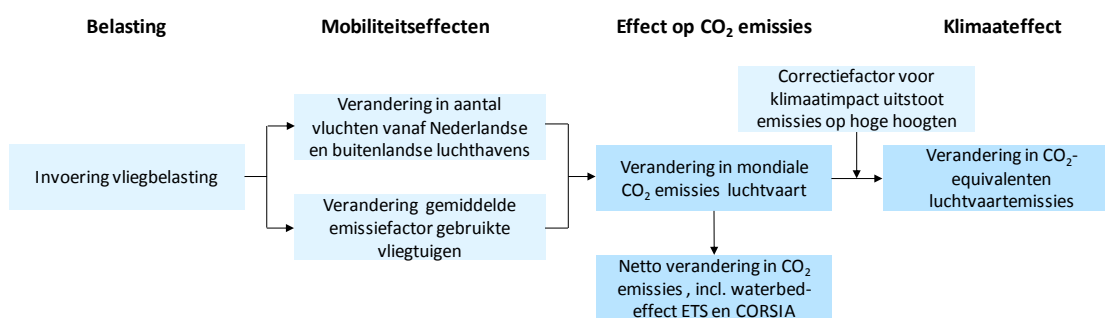 Belasting
Mobiliteitseffecten
Effect op CO₂ emissies
Klimaateffect
Correctiefactor voor
klimaatimpact uitstoot
emissies op hoge hoogten
Verandering in aantal
vluchten vanaf Nederlandse
en buitenlandse luchthavens
Invoering vliegbelasting
Verandering in mondiale
CO₂ emissies luchtvaart
Verandering in CO₂-
equivalenten
luchtvaartemissies
Verandering gemiddelde
emissiefactor gebruikte
vliegtuigen
Netto verandering in CO₂
emissies , incl. waterbed-
effect ETS en CORSIA